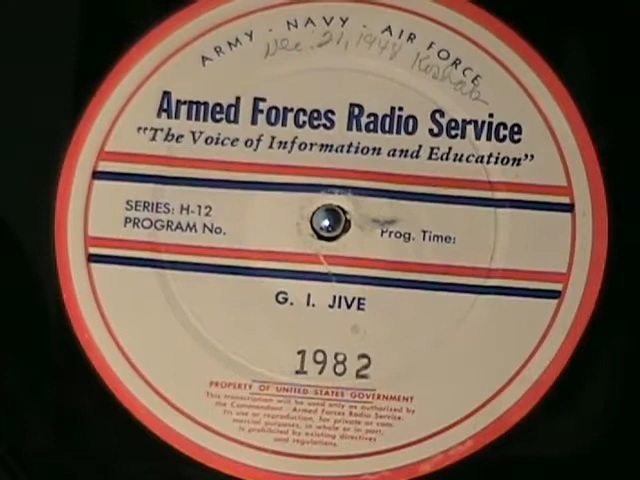 ARMY · NAVY · AIR FORCE
Dec. 21, 1948
Armed Forces Radio Service
"The Voice of Information and Education"
SERIES: H-12
PROGRAM No.
Prog. Time:
G. I. JIVE
1982
PROPERTY OF UNITED STATES GOVERNMENT
This transcription will be used only as authorized by
the Commandant - Armed Forces Radio Service.
Its use or reproduction, for private or com-
mercial purposes, in whole or in part,
is prohibited by existing directives
and regulations.